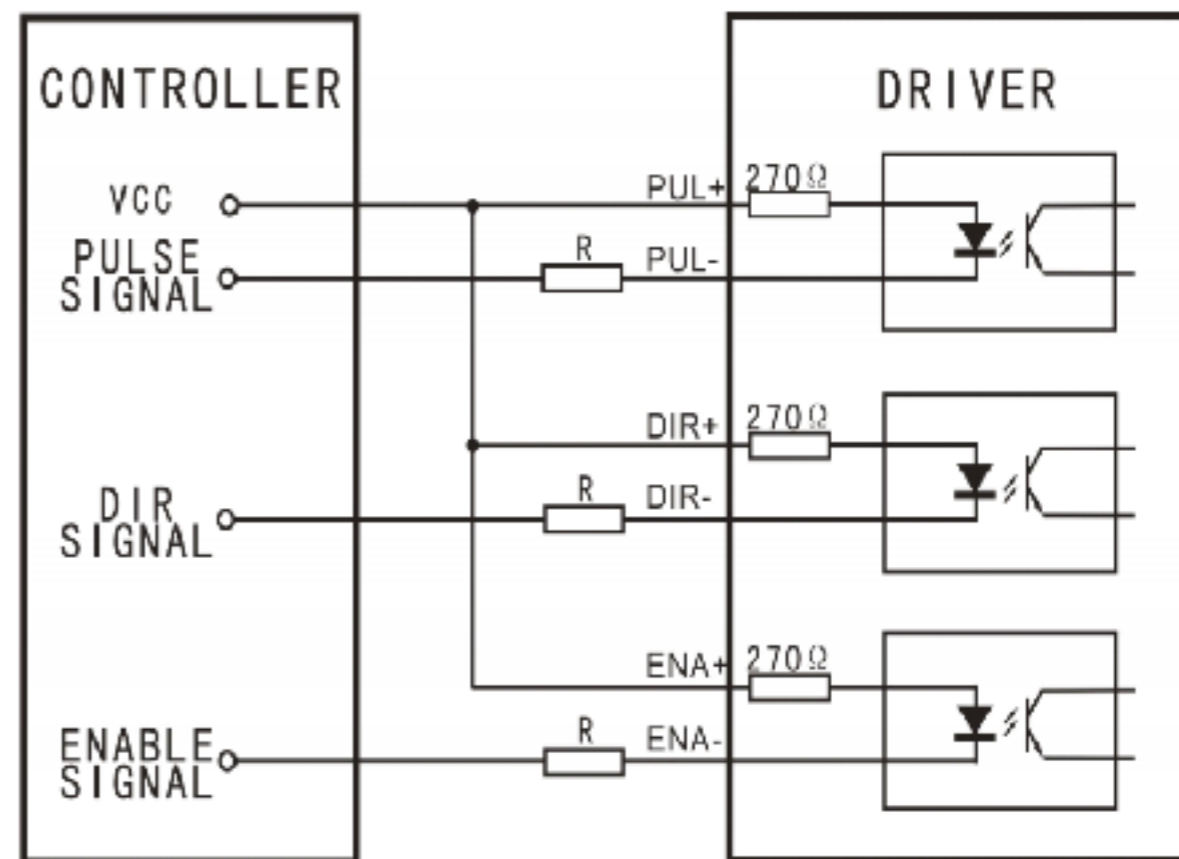 CONTROLLER
DRIVER
VCC
PUL+
270Ω
PULSE
SIGNAL
R
PUL-
DIR+
270Ω
DIR
SIGNAL
R
DIR-
ENA+
270Ω
ENABLE
SIGNAL
R
ENA-